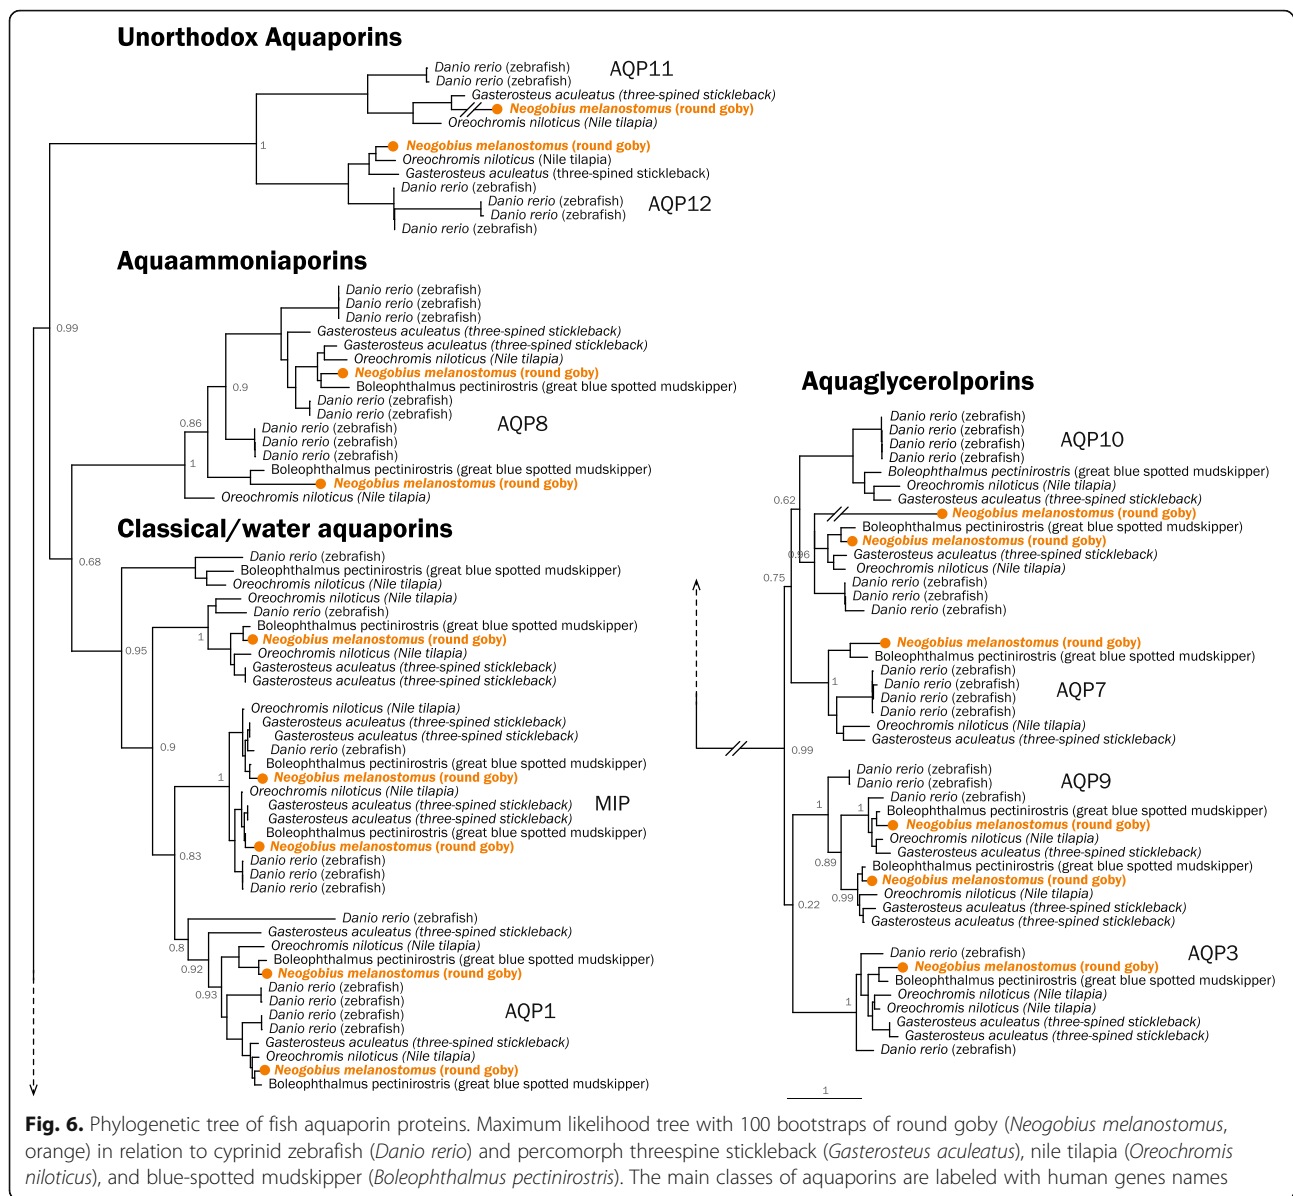 Unorthodox Aquaporins
Danio rerio (zebrafish)
Danio rerio (zebrafish)
AQP11
Gasterosteus aculeatus (three-spined stickleback)
Neogobius melanostomus (round goby)
Oreochromis niloticus (Nile tilapia)
1
Neogobius melanostomus (round goby)
Oreochromis niloticus (Nile tilapia)
Gasterosteus aculeatus (three-spined stickleback)
Danio rerio (zebrafish)
Danio rerio (zebrafish)
Danio rerio (zebrafish)
Danio rerio (zebrafish)
AQP12
Aquaammoniaporins
0.99
Danio rerio (zebrafish)
Danio rerio (zebrafish)
Danio rerio (zebrafish)
Gasterosteus aculeatus (three-spined stickleback)
Gasterosteus aculeatus (three-spined stickleback)
Oreochromis niloticus (Nile tilapia)
Neogobius melanostomus (round goby)
Boleophthalmus pectinirostris (great blue spotted mudskipper)
0.9
Danio rerio (zebrafish)
Danio rerio (zebrafish)
0.86
AQP8
Danio rerio (zebrafish)
Danio rerio (zebrafish)
Danio rerio (zebrafish)
1
Boleophthalmus pectinirostris (great blue spotted mudskipper)
Neogobius melanostomus (round goby)
Oreochromis niloticus (Nile tilapia)
Classical/water aquaporins
0.68
Danio rerio (zebrafish)
Boleophthalmus pectinirostris (great blue spotted mudskipper)
Oreochromis niloticus (Nile tilapia)
Oreochromis niloticus (Nile tilapia)
Danio rerio (zebrafish)
Boleophthalmus pectinirostris (great blue spotted mudskipper)
1
Neogobius melanostomus (round goby)
0.95
Oreochromis niloticus (Nile tilapia)
Gasterosteus aculeatus (three-spined stickleback)
Gasterosteus aculeatus (three-spined stickleback)
Oreochromis niloticus (Nile tilapia)
Gasterosteus aculeatus (three-spined stickleback)
Gasterosteus aculeatus (three-spined stickleback)
0.9
Danio rerio (zebrafish)
Boleophthalmus pectinirostris (great blue spotted mudskipper)
1
Neogobius melanostomus (round goby)
Oreochromis niloticus (Nile tilapia)
Gasterosteus aculeatus (three-spined stickleback)
MIP
Gasterosteus aculeatus (three-spined stickleback)
Boleophthalmus pectinirostris (great blue spotted mudskipper)
Neogobius melanostomus (round goby)
0.83
Danio rerio (zebrafish)
Danio rerio (zebrafish)
Danio rerio (zebrafish)
Danio rerio (zebrafish)
Gasterosteus aculeatus (three-spined stickleback)
0.8
Oreochromis niloticus (Nile tilapia)
Boleophthalmus pectinirostris (great blue spotted mudskipper)
0.92
Neogobius melanostomus (round goby)
Danio rerio (zebrafish)
0.93
Danio rerio (zebrafish)
AQP1
Danio rerio (zebrafish)
Danio rerio (zebrafish)
Gasterosteus aculeatus (three-spined stickleback)
Oreochromis niloticus (Nile tilapia)
Neogobius melanostomus (round goby)
Boleophthalmus pectinirostris (great blue spotted mudskipper)
Aquaglycerolporins
Danio rerio (zebrafish)
Danio rerio (zebrafish)
Danio rerio (zebrafish)
Danio rerio (zebrafish)
AQP10
Boleophthalmus pectinirostris (great blue spotted mudskipper)
Oreochromis niloticus (Nile tilapia)
0.62
Gasterosteus aculeatus (three-spined stickleback)
Neogobius melanostomus (round goby)
Boleophthalmus pectinirostris (great blue spotted mudskipper)
Neogobius melanostomus (round goby)
0.96
Gasterosteus aculeatus (three-spined stickleback)
Oreochromis niloticus (Nile tilapia)
0.75
Danio rerio (zebrafish)
Danio rerio (zebrafish)
Danio rerio (zebrafish)
Neogobius melanostomus (round goby)
Boleophthalmus pectinirostris (great blue spotted mudskipper)
Danio rerio (zebrafish)
1
Danio rerio (zebrafish)
AQP7
Danio rerio (zebrafish)
Danio rerio (zebrafish)
Oreochromis niloticus (Nile tilapia)
Gasterosteus aculeatus (three-spined stickleback)
0.99
Danio rerio (zebrafish)
Danio rerio (zebrafish)
AQP9
Danio rerio (zebrafish)
1
1
Boleophthalmus pectinirostris (great blue spotted mudskipper)
Neogobius melanostomus (round goby)
Oreochromis niloticus (Nile tilapia)
Gasterosteus aculeatus (three-spined stickleback)
0.89
Boleophthalmus pectinirostris (great blue spotted mudskipper)
Neogobius melanostomus (round goby)
0.99
Oreochromis niloticus (Nile tilapia)
0.22
Gasterosteus aculeatus (three-spined stickleback)
Gasterosteus aculeatus (three-spined stickleback)
Danio rerio (zebrafish)
AQP3
Neogobius melanostomus (round goby)
Boleophthalmus pectinirostris (great blue spotted mudskipper)
Oreochromis niloticus (Nile tilapia)
1
Oreochromis niloticus (Nile tilapia)
Gasterosteus aculeatus (three-spined stickleback)
Gasterosteus aculeatus (three-spined stickleback)
Danio rerio (zebrafish)
1
Fig. 6. Phylogenetic tree of fish aquaporin proteins. Maximum likelihood tree with 100 bootstraps of round goby (Neogobius melanostomus,
orange) in relation to cyprinid zebrafish (Danio rerio) and percomorph threespine stickleback (Gasterosteus aculeatus), nile tilapia (Oreochromis
niloticus), and blue-spotted mudskipper (Boleophthalmus pectinirostris). The main classes of aquaporins are labeled with human genes names